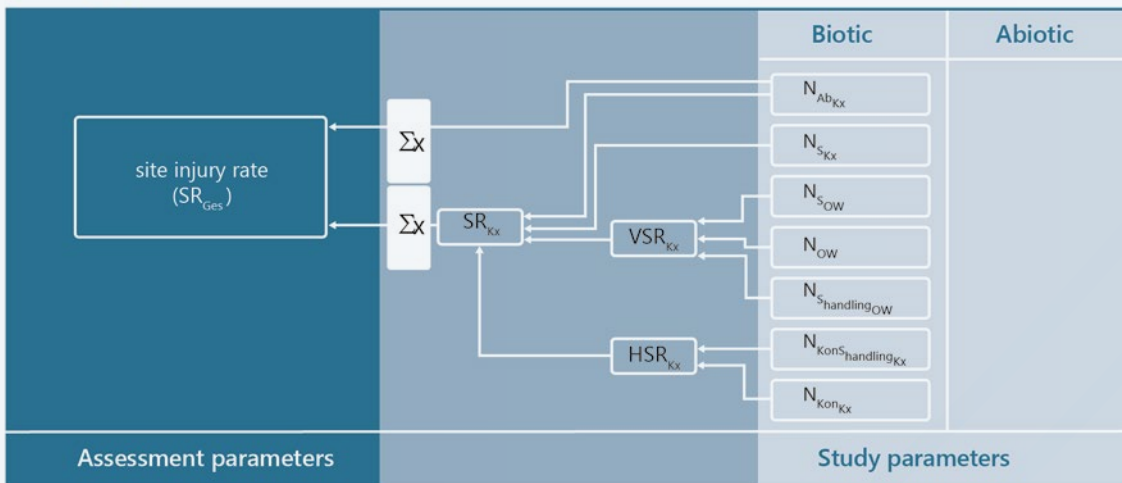 Biotic
Abiotic
N_Ab_Kx
Σx
N_S_Kx
site injury rate
(SR_Ges)
N_S_OW
Σx
SR_Kx
VSR_Kx
N_OW
N_S_handling_OW
HSR_Kx
N_KonS_handling_Kx
N_Kon_Kx
Assessment parameters
Study parameters